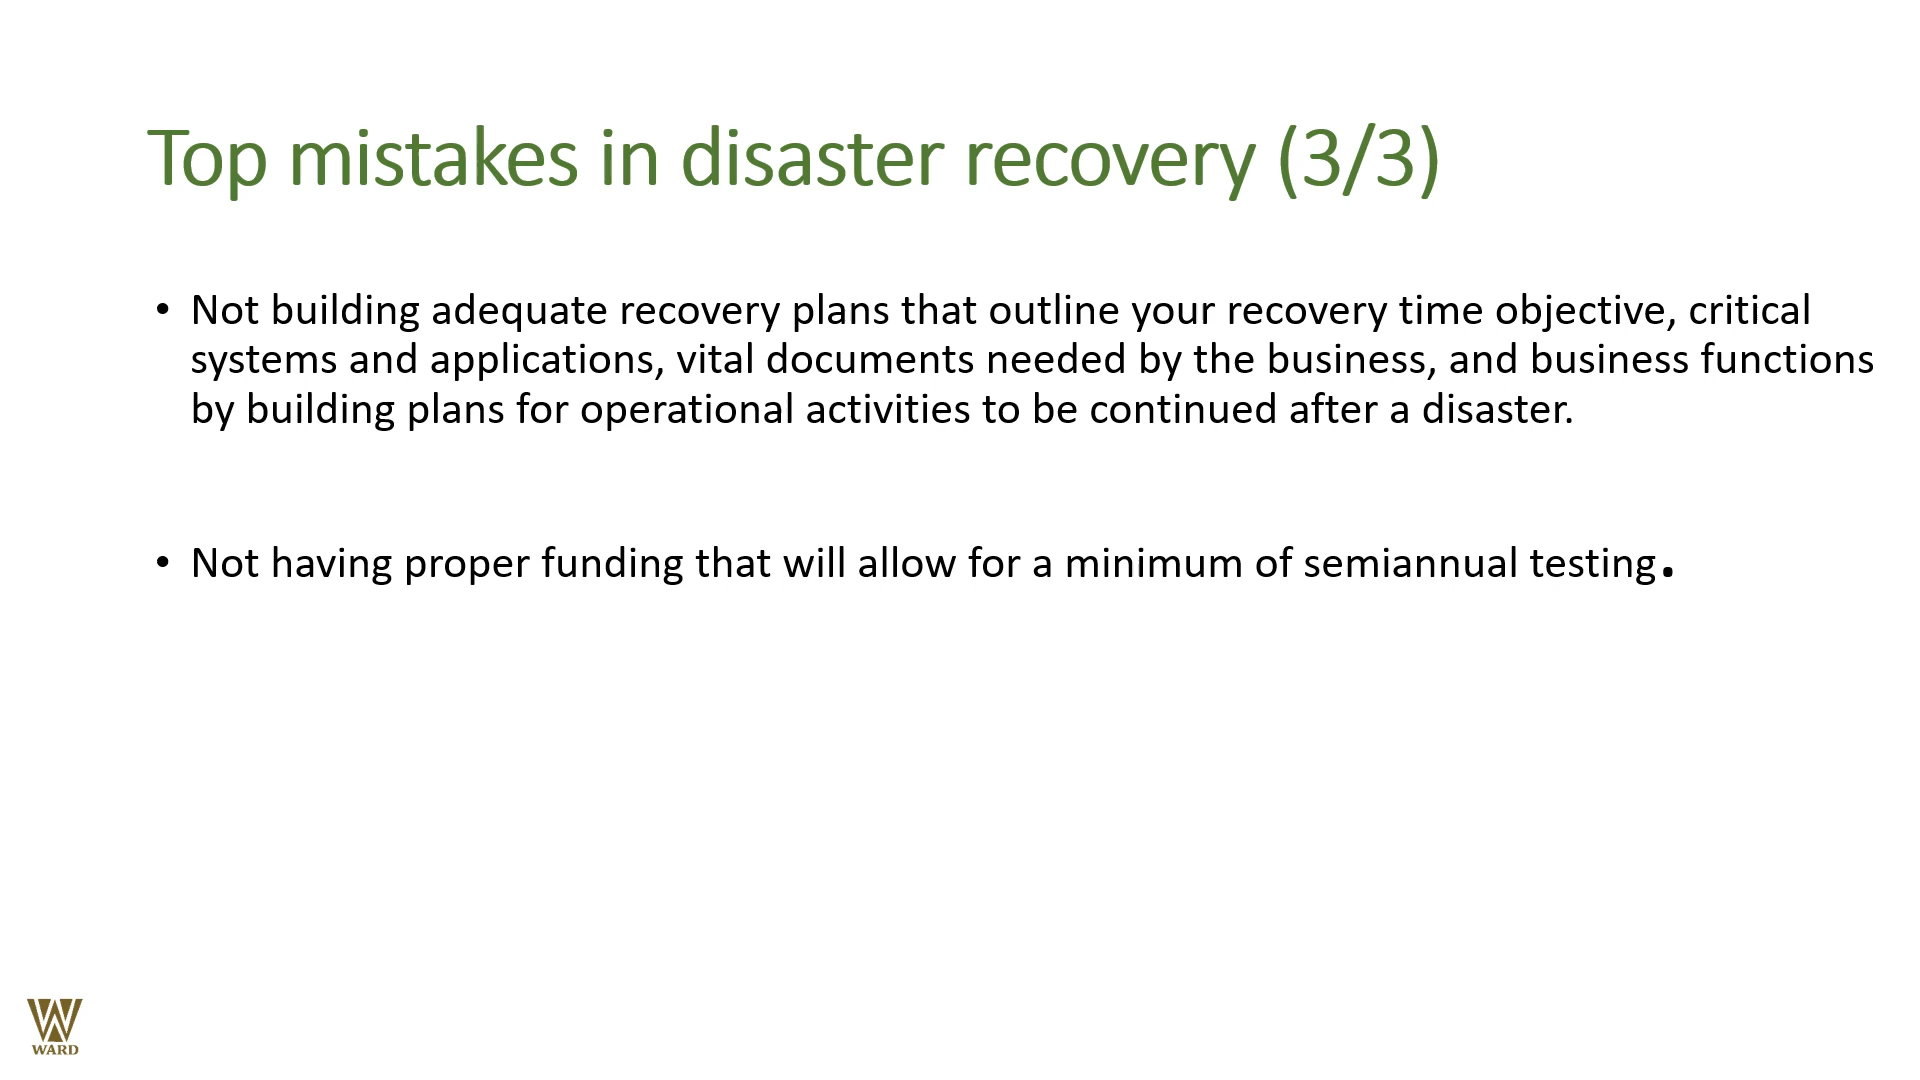 Top mistakes in disaster recovery (3/3)
• Not building adequate recovery plans that outline your recovery time objective, critical
systems and applications, vital documents needed by the business, and business functions
by building plans for operational activities to be continued after a disaster.
• Not having proper funding that will allow for a minimum of semiannual testing.
W
WARD